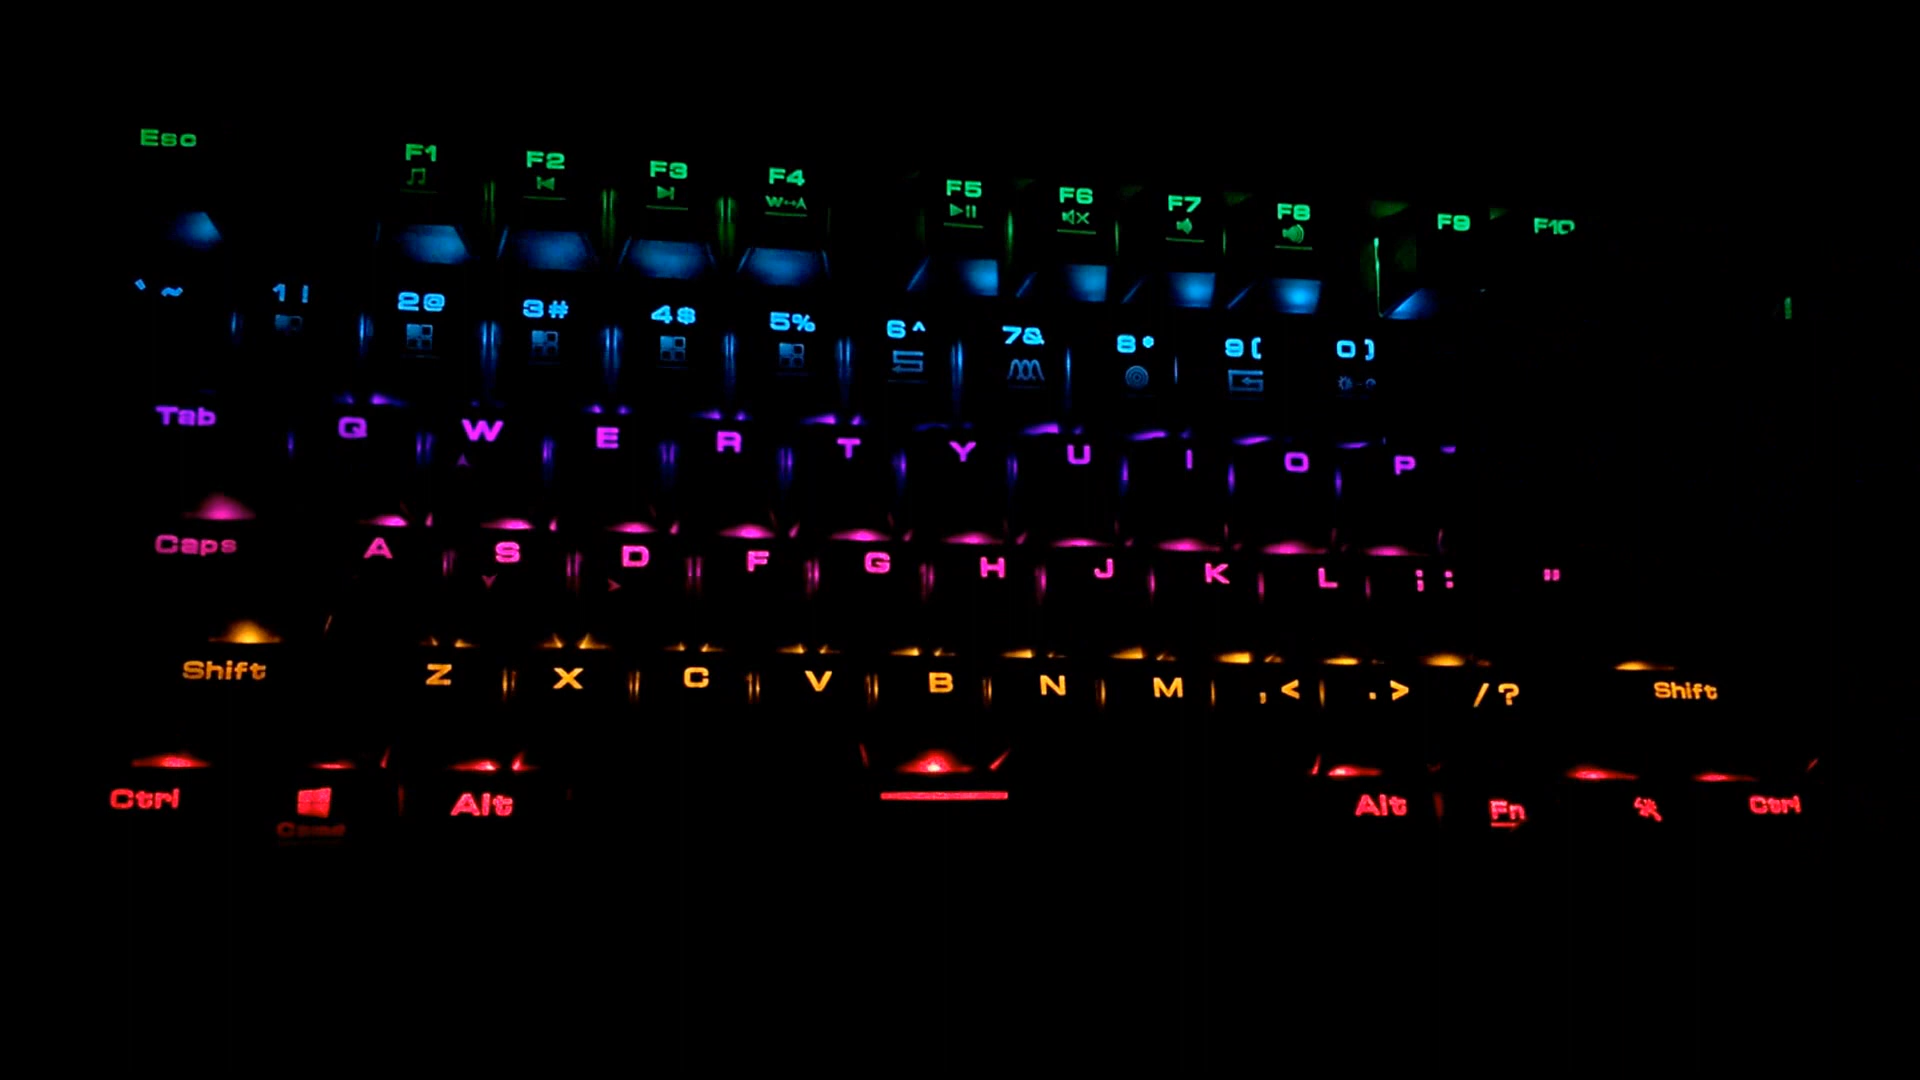 Esc F1 F2 F3 F4 F5 F6 F7 F8 F9 F10
W↔A
` ~ 1 ! 2@ 3# 4$ 5% 6^ 7& 8* 9( 0)
Tab Q W E R T Y U I O P
Caps A S D F G H J K L ; : "
Shift Z X C V B N M , < . > / ? Shift
Ctrl Alt Alt Fn Ctrl